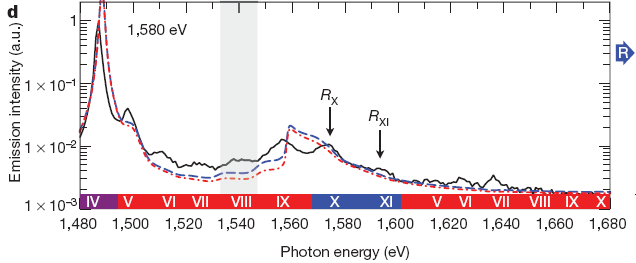 d
1,580 eV
R
Emission intensity (a.u.)
1
1 × 10⁻¹
1 × 10⁻²
1 × 10⁻³
R_X
R_XI
IV V VI VII VIII IX X XI V VI VII VIII IX X
1,480 1,500 1,520 1,540 1,560 1,580 1,600 1,620 1,640 1,660 1,680
Photon energy (eV)